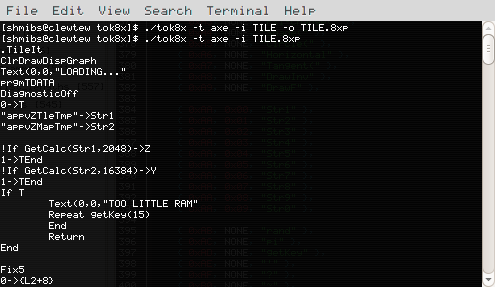 File Edit View Search Terminal Help
[shmibs@clewtew tok8x]$ ./tok8x -t axe -i TILE -o TILE.8xp
[shmibs@clewtew tok8x]$ ./tok8x -t axe -i TILE.8xp
.TileIt
ClrDrawDispGraph
Text(0,0,"LOADING..."
prgmTDATA
DiagnosticOff
0->T
"appvZTleTmp"->Str1
"appvZMapTmp"->Str2

!If GetCalc(Str1,2048)->Z
1->TEnd
!If GetCalc(Str2,16384)->Y
1->TEnd
If T
        Text(0,0,"TOO LITTLE RAM"
        Repeat getKey(15)
        End
        Return
End

Fix5
0->{L2+8}